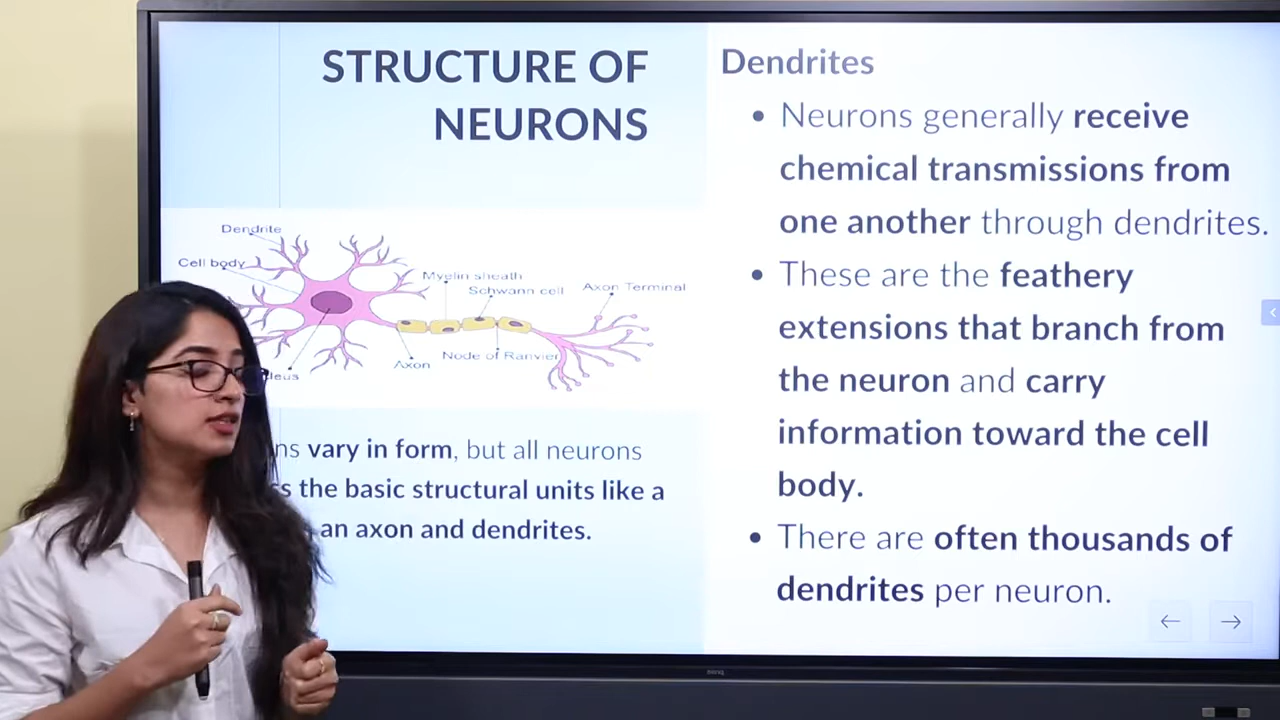 STRUCTURE OF
NEURONS
Dendrite
Cell body
Myelin sheath
Schwann cell
Axon Terminal
Node of Ranvier
Axon
vary in form, but all neurons
the basic structural units like a
an axon and dendrites.
Dendrites
• Neurons generally receive
chemical transmissions from
one another through dendrites.
• These are the feathery
extensions that branch from
the neuron and carry
information toward the cell
body.
• There are often thousands of
dendrites per neuron.
BenQ